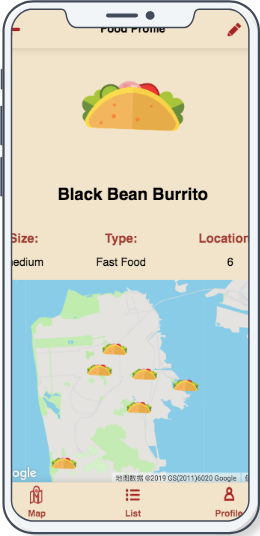 Food Profile
Black Bean Burrito
Size: Type: Location
medium Fast Food 6
ogle 地图数据 ©2019 GS(2011)6020 Google
Map List Profile